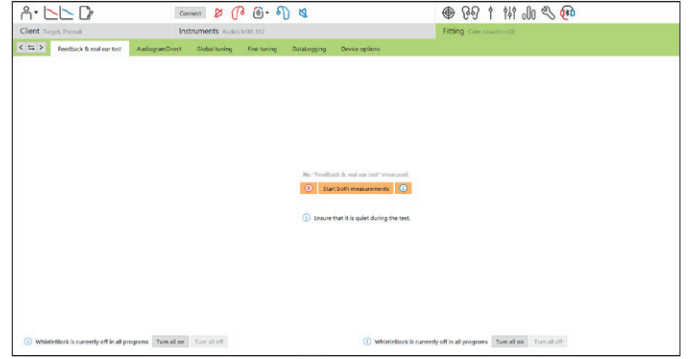 Connect
Client Target, Phonak
Instruments Audéo M90-312
Fitting
Feedback & real ear test AudiogramDirect Global tuning Fine tuning DataLogging Device options
No "Feedback & real ear test" measured.
R Start both measurements L
Ensure that it is quiet during the test.
WhistleBlock is currently off in all programs Turn all on Turn all off
WhistleBlock is currently off in all programs Turn all on Turn all off